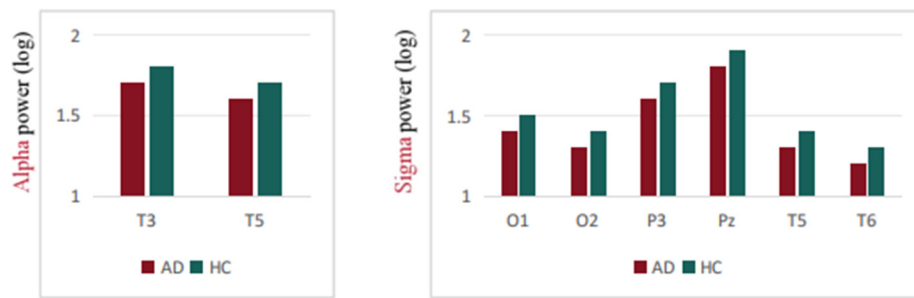 Alpha power (log)
2
1.5
1
T3 T5
AD HC
Sigma power (log)
2
1.5
1
O1 O2 P3 Pz T5 T6
AD HC